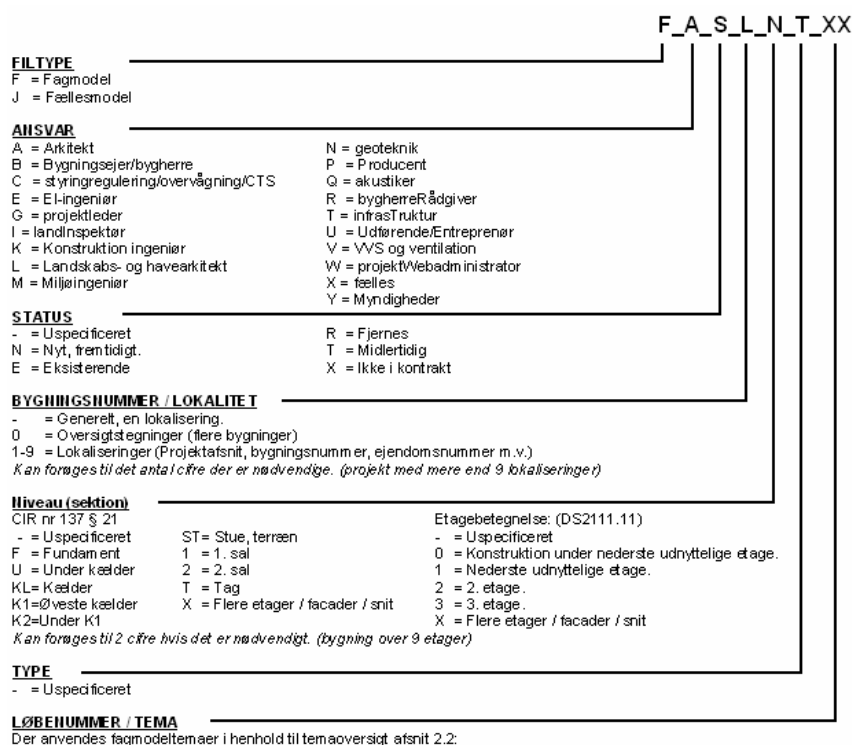 F_A_S_L_N_T_XX
FILTYPE
F = Fagmodel
J = Fællesmodel
ANSVAR
A = Arkitekt
B = Bygningsejer/bygherre
C = styringregulering/overvågning/CTS
E = El-ingeniør
G = projektleder
I = landInspektør
K = Konstruktion ingeniør
L = Landskabs- og havearkitekt
M = Miljøingeniør
N = geoteknik
P = Producent
Q = akustiker
R = bygherreRådgiver
T = infrasTruktur
U = Udførende/Entreprenør
V = VVS og ventilation
W = projektWebadministrator
X = fælles
Y = Myndigheder
STATUS
- = Uspecificeret
N = Nyt, fremtidigt.
E = Eksisterende
R = Fjernes
T = Midlertidig
X = Ikke i kontrakt
BYGNINGSNUMMER / LOKALITET
- = Generelt, en lokalisering.
0 = Oversigtstegninger (flere bygninger)
1-9 = Lokaliseringer (Projektafsnit, bygningsnummer, ejendomsnummer m.v.)
Kan forøges til det antal cifre der er nødvendige. (projekt med mere end 9 lokaliseringer)
Niveau (sektion)
CIR nr 137 § 21
- = Uspecificeret
F = Fundament
U = Under kælder
KL= Kælder
K1=Øveste kælder
K2=Under K1
ST= Stue, terræn
1 = 1. sal
2 = 2. sal
T = Tag
X = Flere etager / facader / snit
Etagebetegnelse: (DS2111.11)
- = Uspecificeret
0 = Konstruktion under nederste udnyttelige etage.
1 = Nederste udnyttelige etage.
2 = 2. etage.
3 = 3. etage.
X = Flere etager / facader / snit
Kan forøges til 2 cifre hvis det er nødvendigt. (bygning over 9 etager)
TYPE
- = Uspecificeret
LØBENUMMER / TEMA
Der anvendes fagmodeltemaer i henhold til temaoversigt afsnit 2.2: